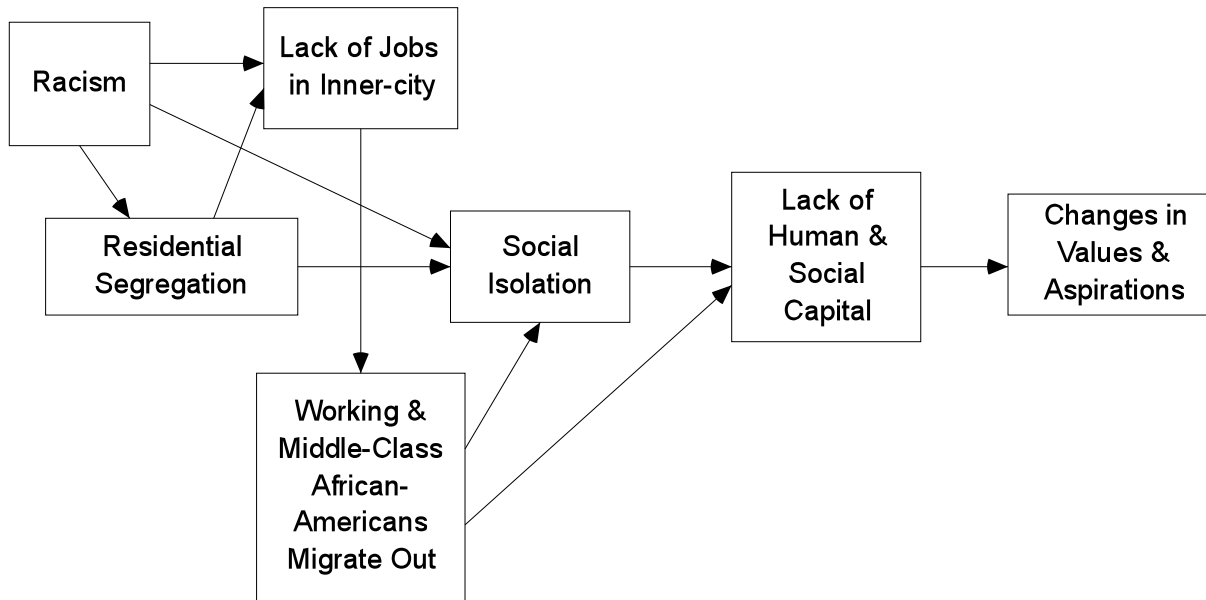 Racism
Lack of Jobs
in Inner-city
Residential
Segregation
Social
Isolation
Lack of
Human &
Social
Capital
Changes in
Values &
Aspirations
Working &
Middle-Class
African-
Americans
Migrate Out